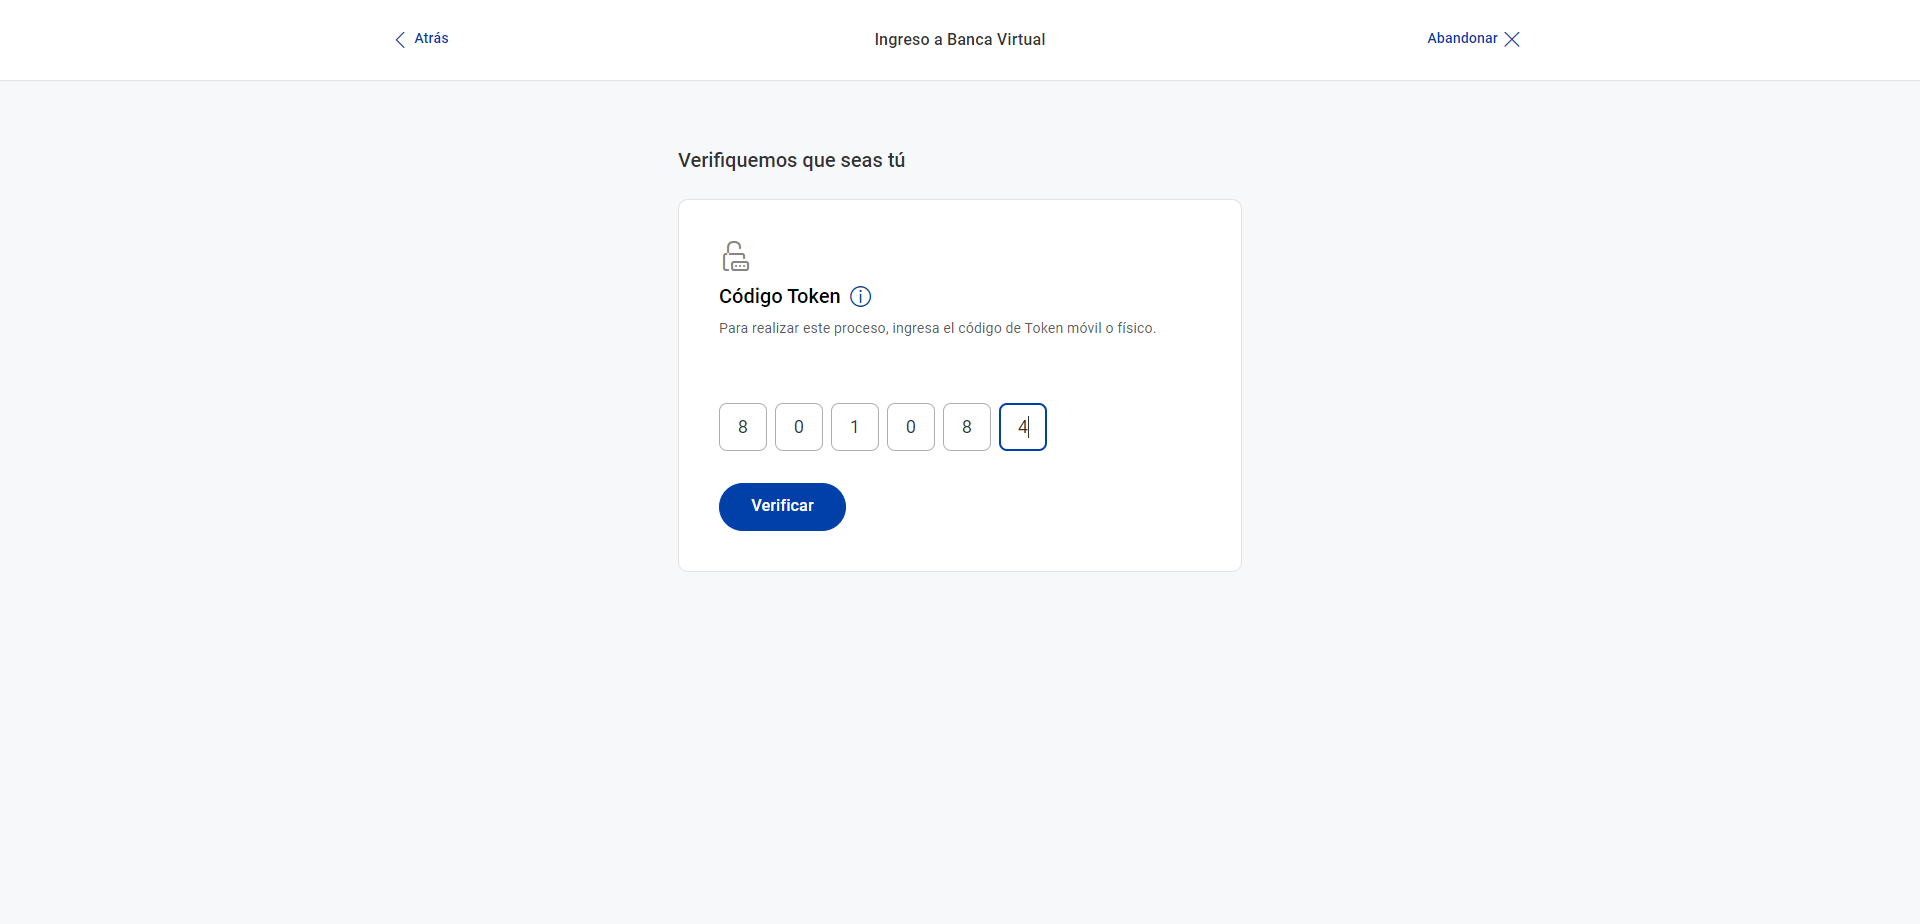 Atrás
Ingreso a Banca Virtual
Abandonar
Verifiquemos que seas tú
Código Token
Para realizar este proceso, ingresa el código de Token móvil o físico.
8 0 1 0 8 4
Verificar